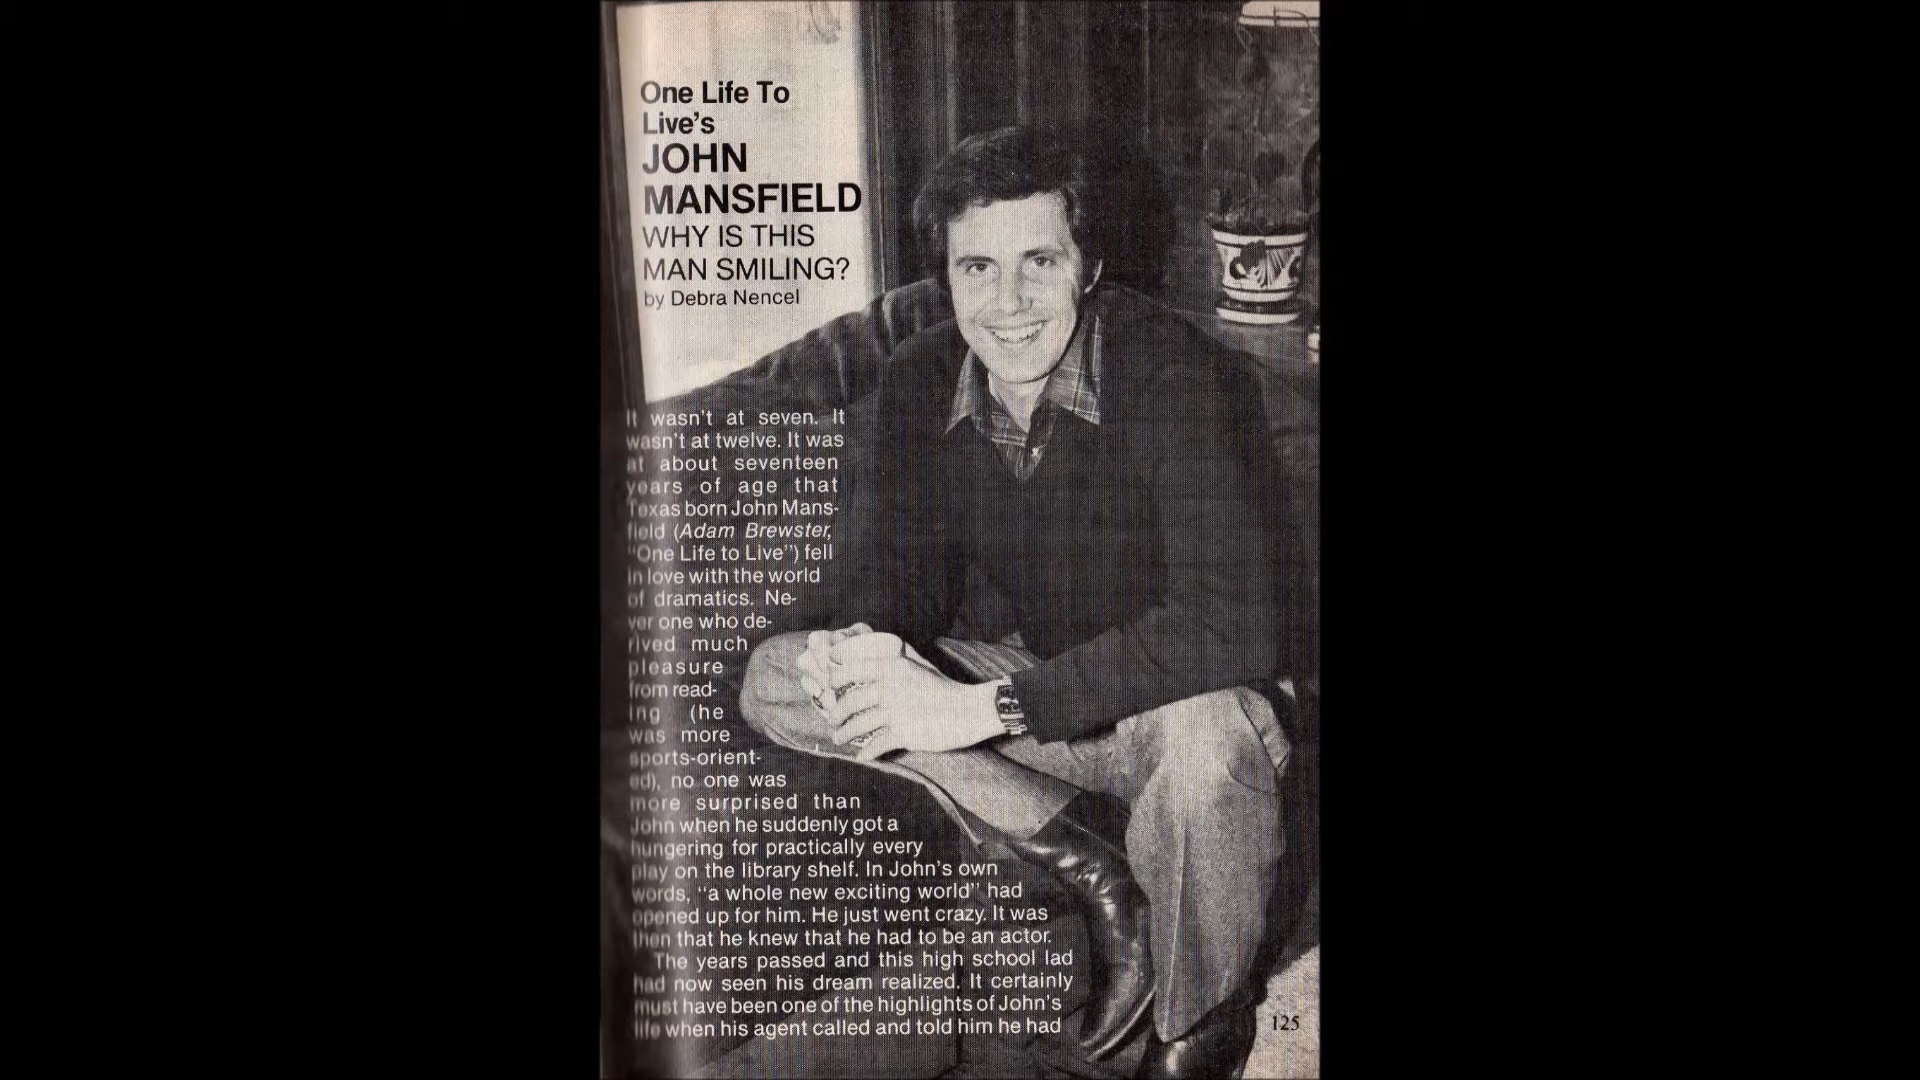 One Life To
Live's
JOHN
MANSFIELD
WHY IS THIS
MAN SMILING?
by Debra Nencel
It wasn't at seven. It
wasn't at twelve. It was
at about seventeen
years of age that
Texas born John Mans-
field (Adam Brewster,
"One Life to Live") fell
in love with the world
of dramatics. Ne-
ver one who de-
rived much
pleasure
from read-
ing (he
was more
sports-orient-
ed), no one was
more surprised than
John when he suddenly got a
hungering for practically every
play on the library shelf. In John's own
words, "a whole new exciting world" had
opened up for him. He just went crazy. It was
then that he knew that he had to be an actor.
The years passed and this high school lad
had now seen his dream realized. It certainly
must have been one of the highlights of John's
life when his agent called and told him he had
125